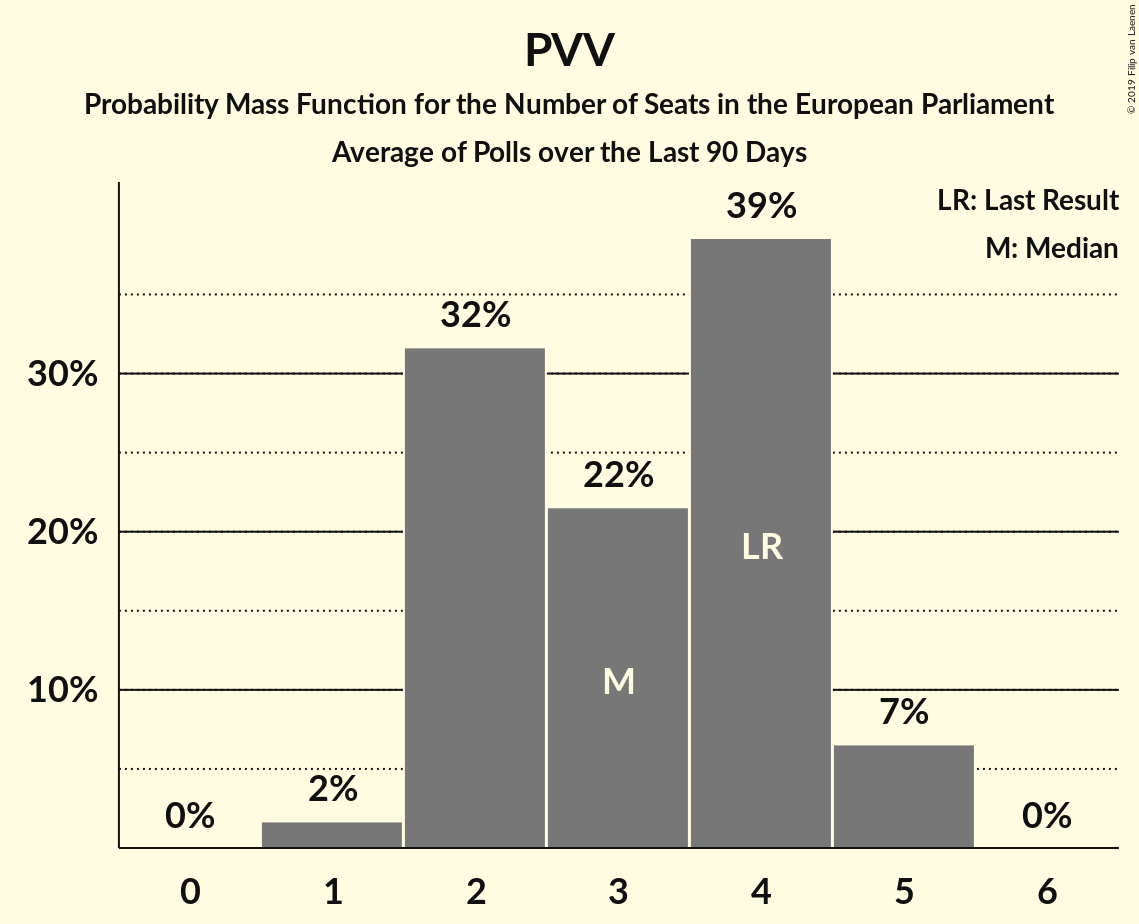 PVV
Probability Mass Function for the Number of Seats in the European Parliament
Average of Polls over the Last 90 Days
© 2019 Filip van Laenen
LR: Last Result
M: Median
39%
32%
30%
22%
20%
LR
M
10%
7%
2%
0%
0%
0 1 2 3 4 5 6